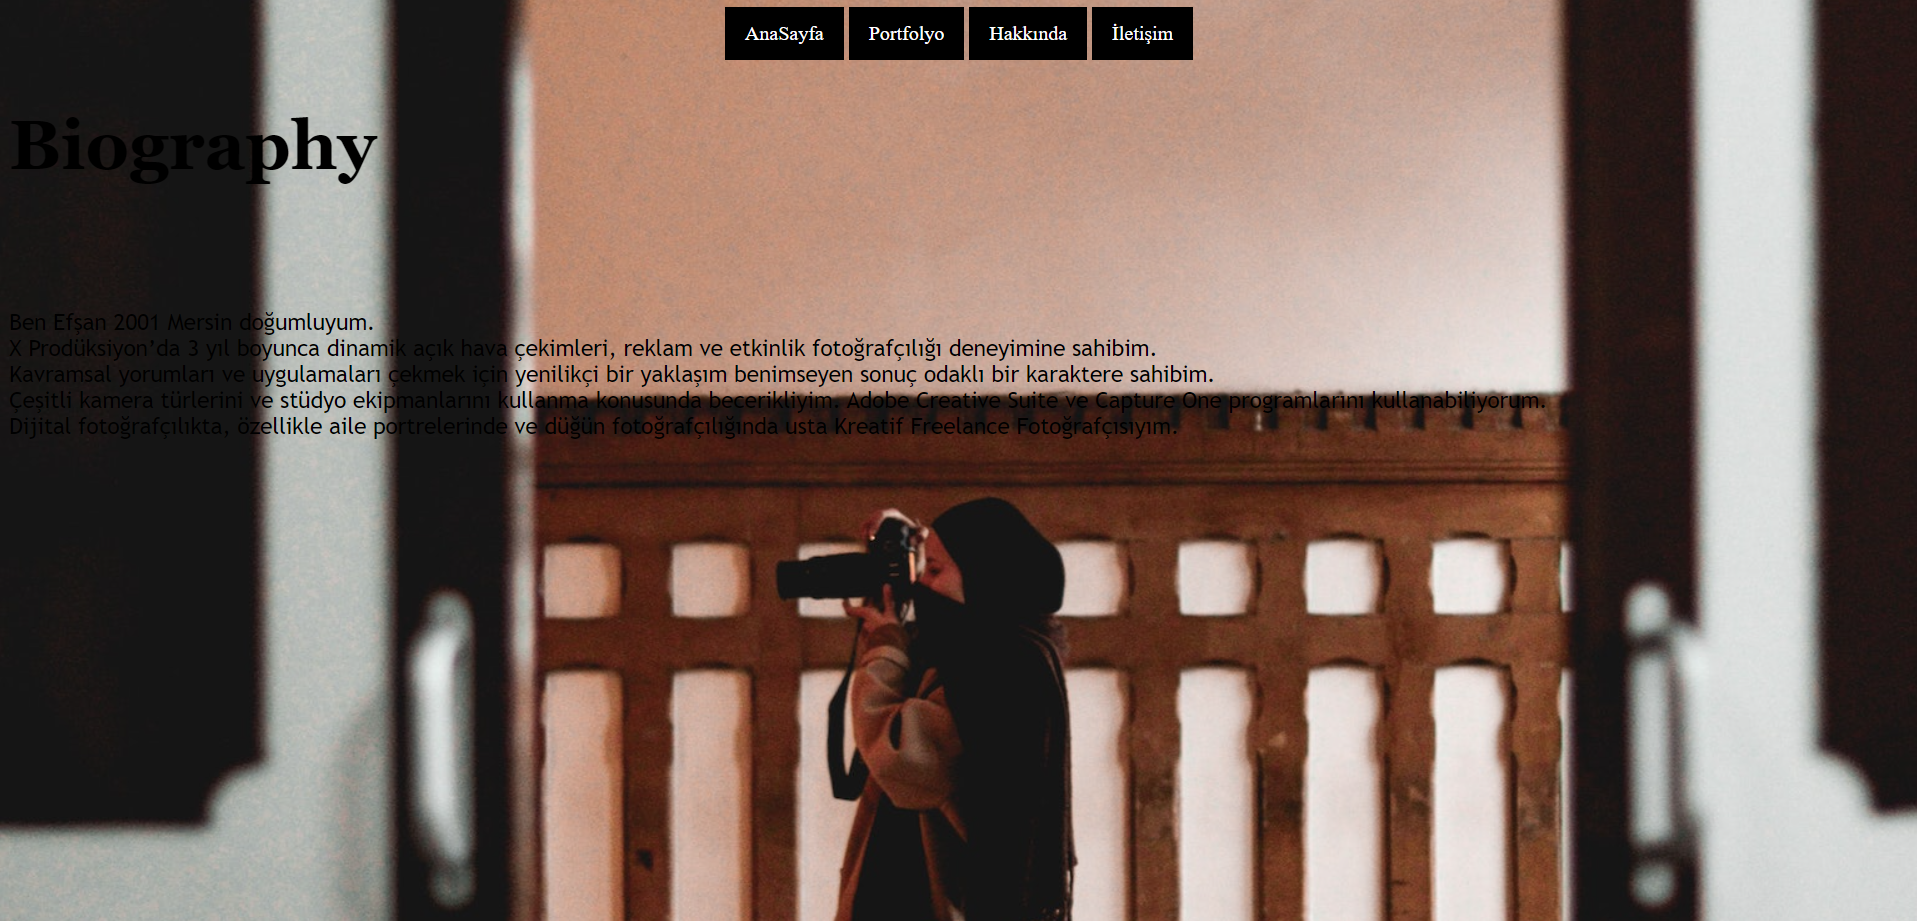 AnaSayfa Portfolyo Hakkında İletişim
Biography
Ben Efşan 2001 Mersin doğumluyum.
X Prodüksiyon’da 3 yıl boyunca dinamik açık hava çekimleri, reklam ve etkinlik fotoğrafçılığı deneyimine sahibim.
Kavramsal yorumları ve uygulamaları çekmek için yenilikçi bir yaklaşım benimseyen sonuç odaklı bir karaktere sahibim.
Çeşitli kamera türlerini ve stüdyo ekipmanlarını kullanma konusunda becerikliyim. Adobe Creative Suite ve Capture One programlarını kullanabiliyorum.
Dijital fotoğrafçılıkta, özellikle aile portrelerinde ve düğün fotoğrafçılığında usta Kreatif Freelance Fotoğrafçısıyım.